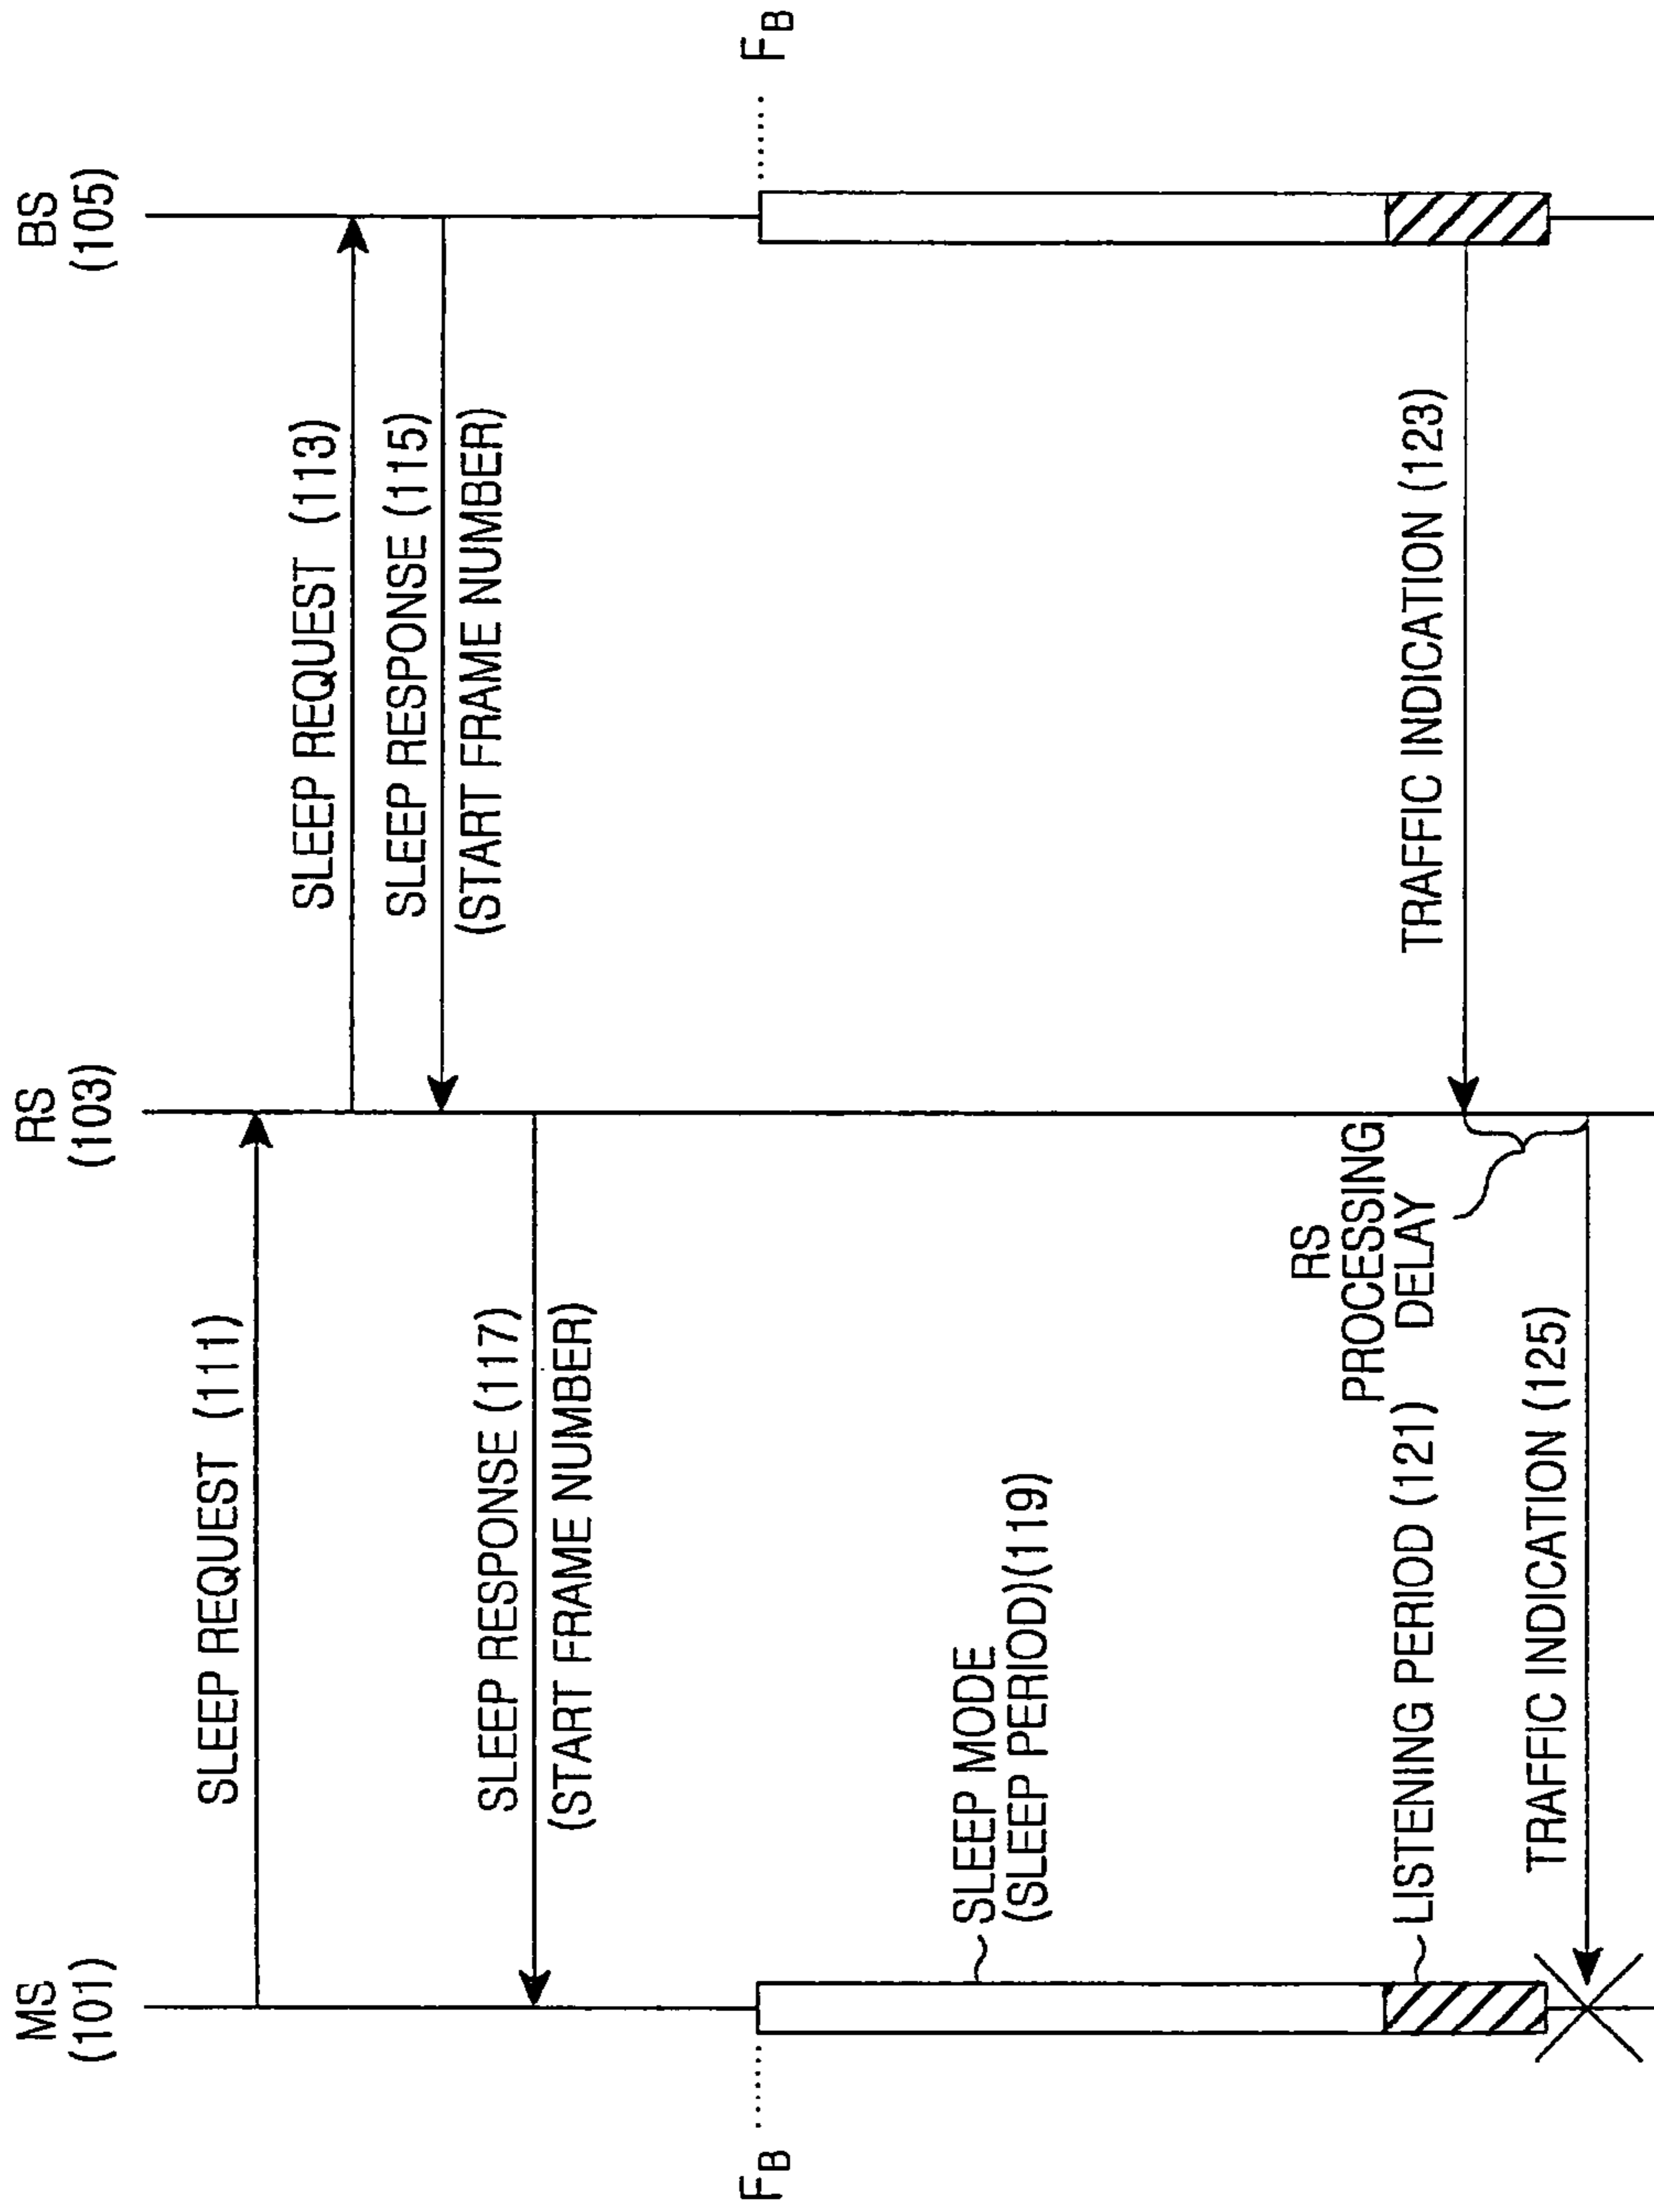 MS
(101)
RS
(103)
BS
(105)
SLEEP REQUEST (111)
SLEEP REQUEST (113)
SLEEP RESPONSE (115)
(START FRAME NUMBER)
SLEEP RESPONSE (117)
(START FRAME NUMBER)
FB
FB
SLEEP MODE
(SLEEP PERIOD)(119)
RS
PROCESSING
DELAY
LISTENING PERIOD (121)
TRAFFIC INDICATION (123)
TRAFFIC INDICATION (125)